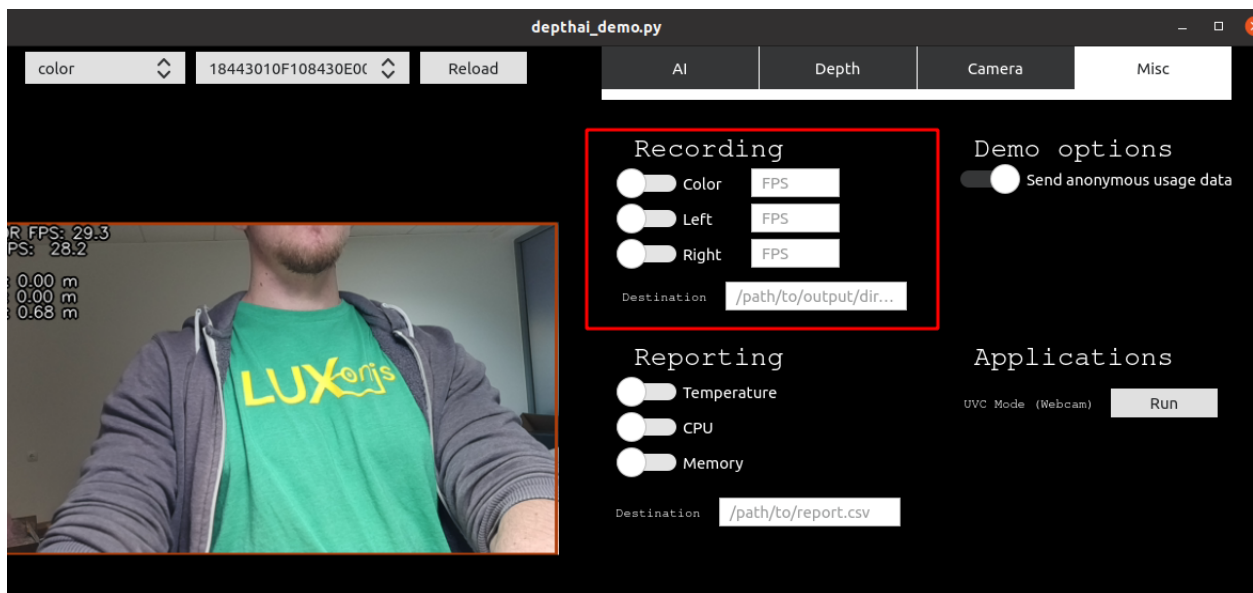 depthai_demo.py
color 18443010F108430E0( Reload
AI Depth Camera Misc
Recording
Color FPS
Left FPS
Right FPS
Destination /path/to/output/dir...
Demo options
Send anonymous usage data
R FPS: 29.3
PS: 28.2
: 0.00 m
: 0.00 m
: 0.68 m
LUXonis
Reporting
Temperature
CPU
Memory
Destination /path/to/report.csv
Applications
UVC Mode (Webcam) Run